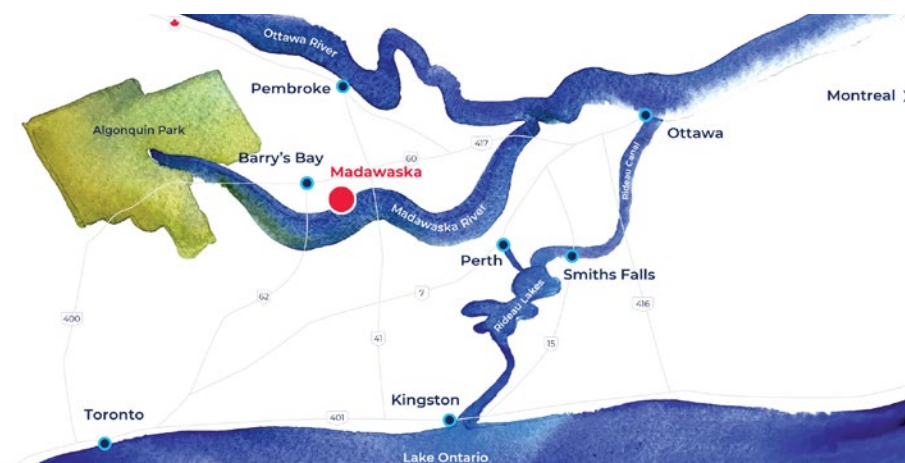 Ottawa River
Pembroke
Montreal
Ottawa
417
Algonquin Park
60
Barry's Bay
Madawaska
Rideau Canal
Madawaska River
Perth
Smiths Falls
62
7
Rideau Lakes
416
400
41
15
Kingston
Toronto
401
Lake Ontario